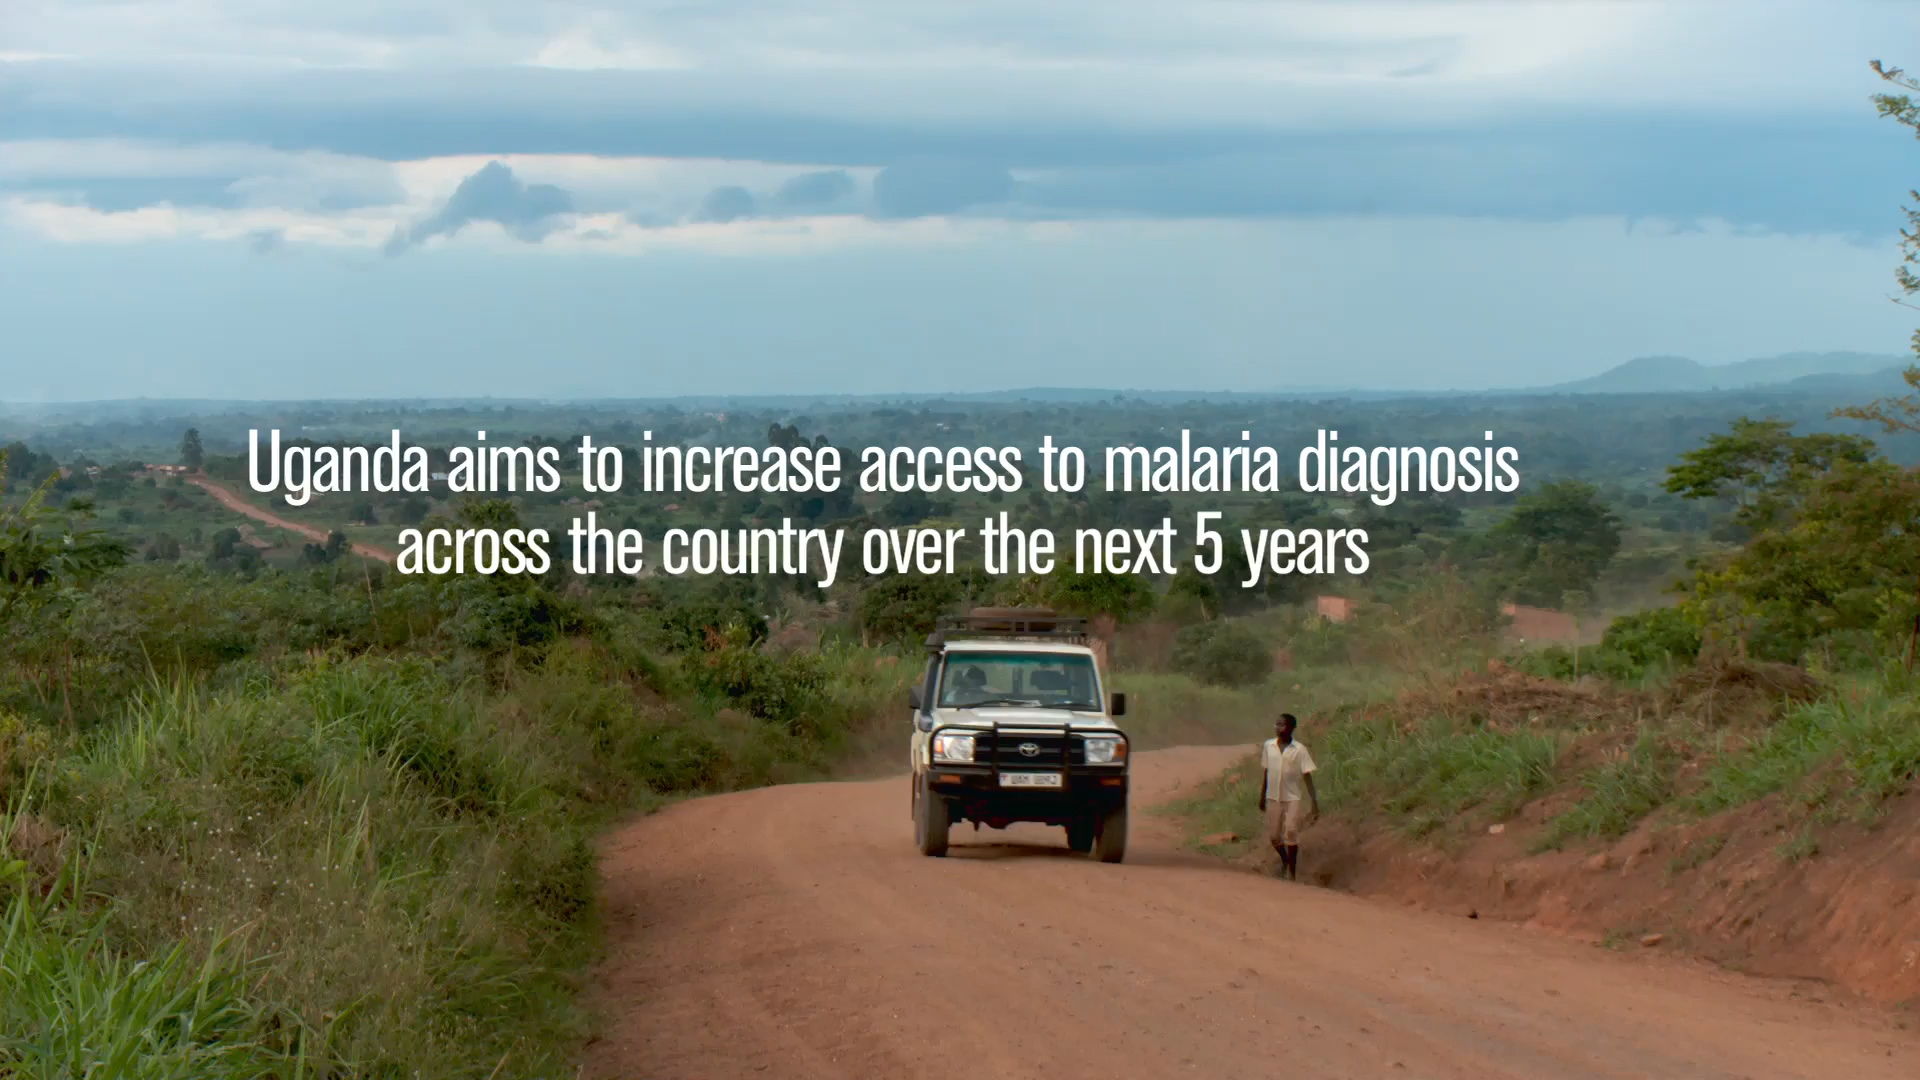 Uganda aims to increase access to malaria diagnosis
across the country over the next 5 years